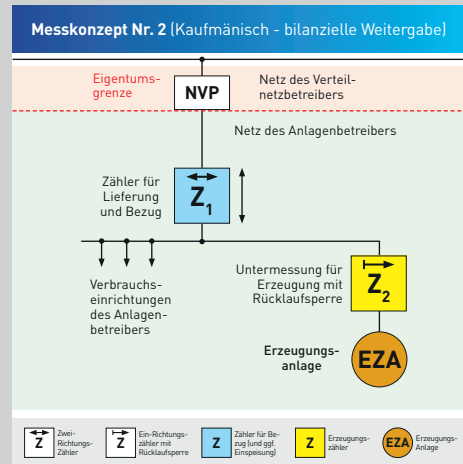 Messkonzept Nr. 2 (Kaufmänisch - bilanzielle Weitergabe)
Eigentums-
grenze
NVP
Netz des Verteil-
netzbetreibers
Netz des Anlagenbetreibers
Zähler für
Lieferung
und Bezug
Z1
Verbrauchs-
einrichtungen
des Anlagen-
betreibers
Untermessung für
Erzeugung mit
Rücklaufsperre
Z2
Erzeugungs-
anlage
EZA
Z
Zwei-
Richtungs-
Zähler
Z
Ein-Richtungs-
zähler mit
Rücklaufsperre
Z
Zähler für Be-
zug (und ggf.
Einspeisung)
Z
Erzeugungs-
zähler
EZA
Erzeugungs-
Anlage